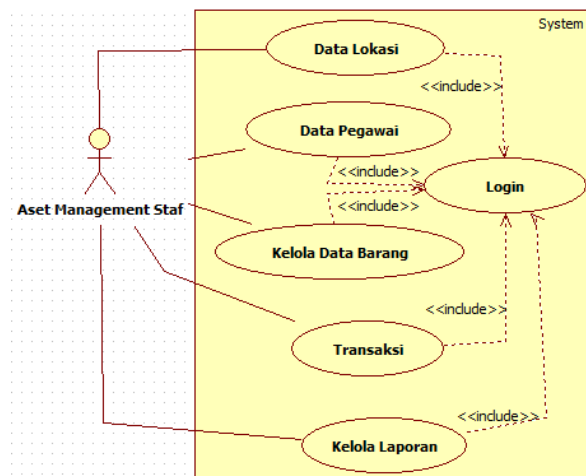 System
Data Lokasi
<<include>>
Data Pegawai
<<include>>
Login
<<include>>
Aset Management Staf
Kelola Data Barang
<<include>>
Transaksi
<<include>>
Kelola Laporan